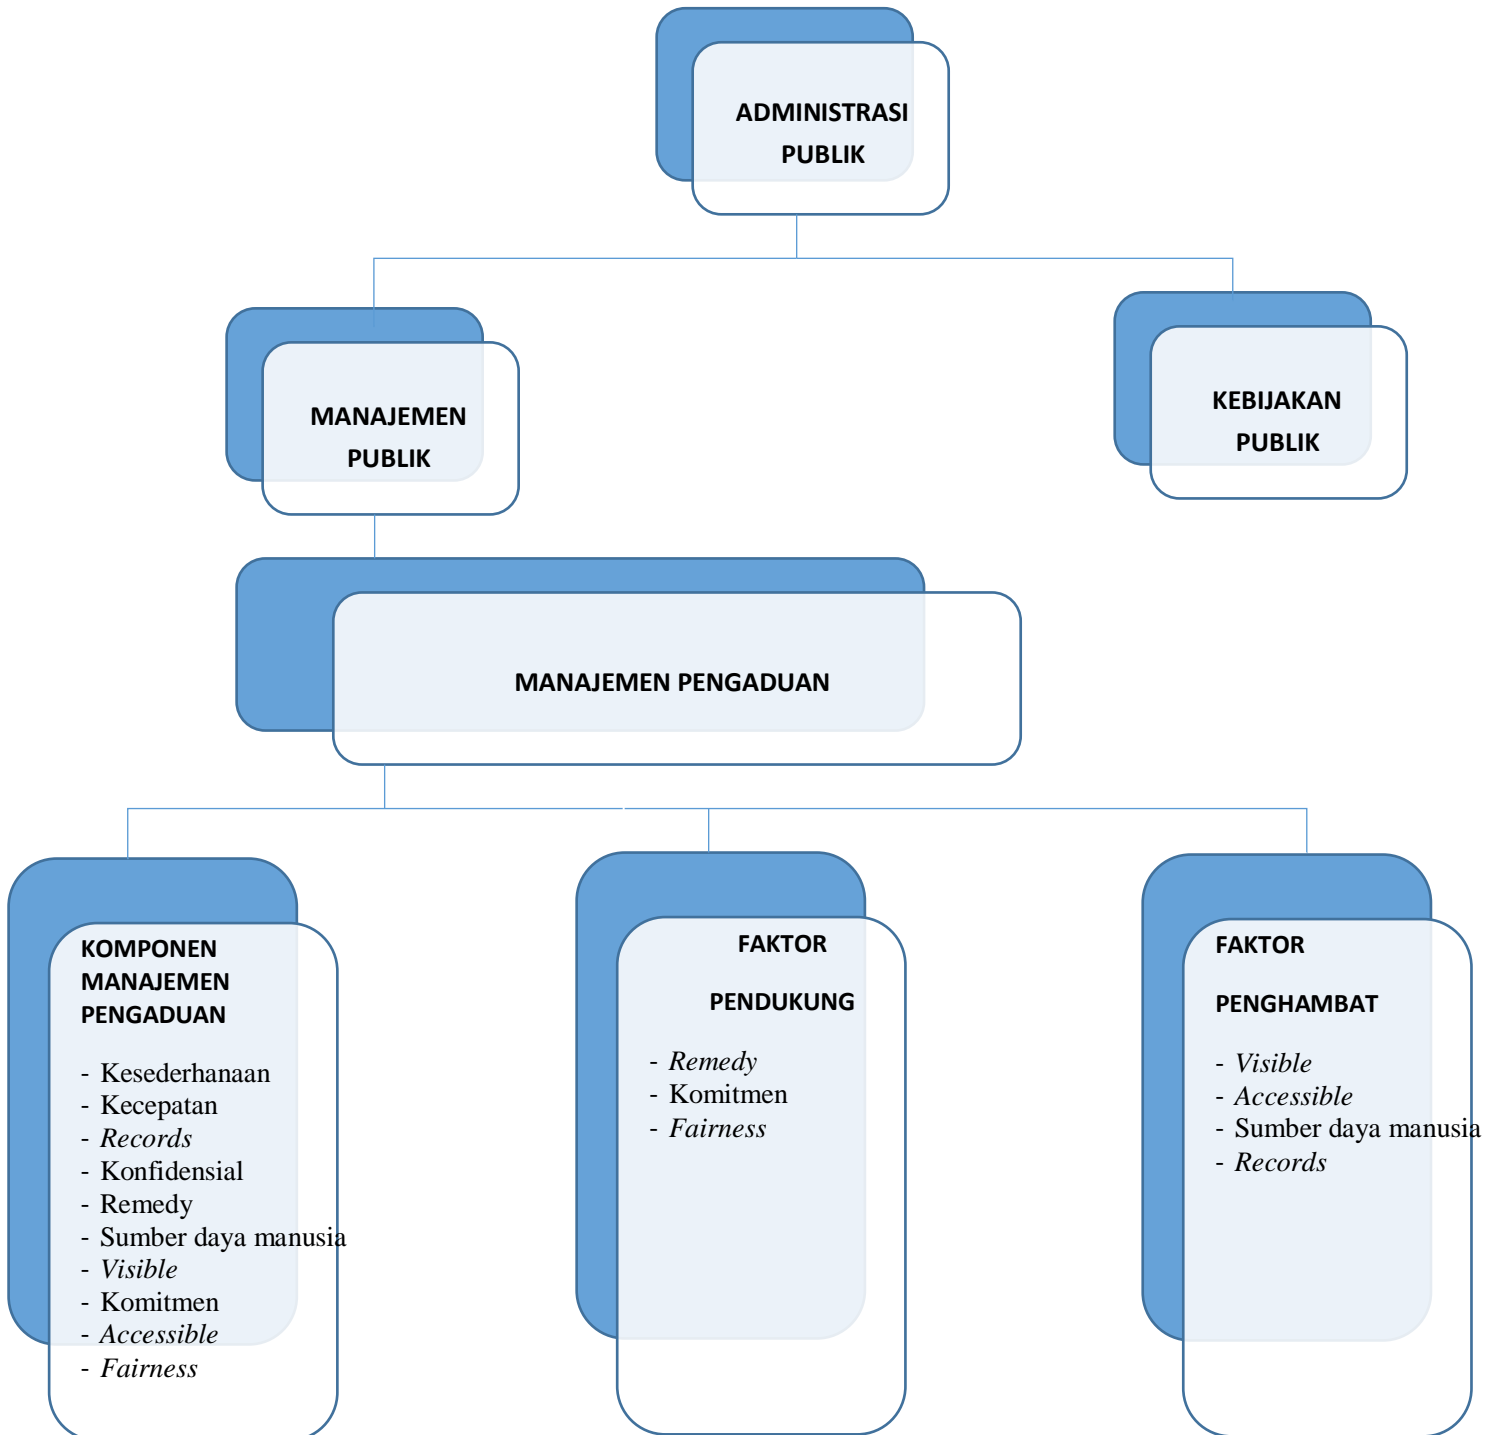 ADMINISTRASI
PUBLIK
MANAJEMEN
PUBLIK
KEBIJAKAN
PUBLIK
MANAJEMEN PENGADUAN
KOMPONEN
MANAJEMEN
PENGADUAN
- Kesederhanaan
- Kecepatan
- Records
- Konfidensial
- Remedy
- Sumber daya manusia
- Visible
- Komitmen
- Accessible
- Fairness
FAKTOR
PENDUKUNG
- Remedy
- Komitmen
- Fairness
FAKTOR
PENGHAMBAT
- Visible
- Accessible
- Sumber daya manusia
- Records